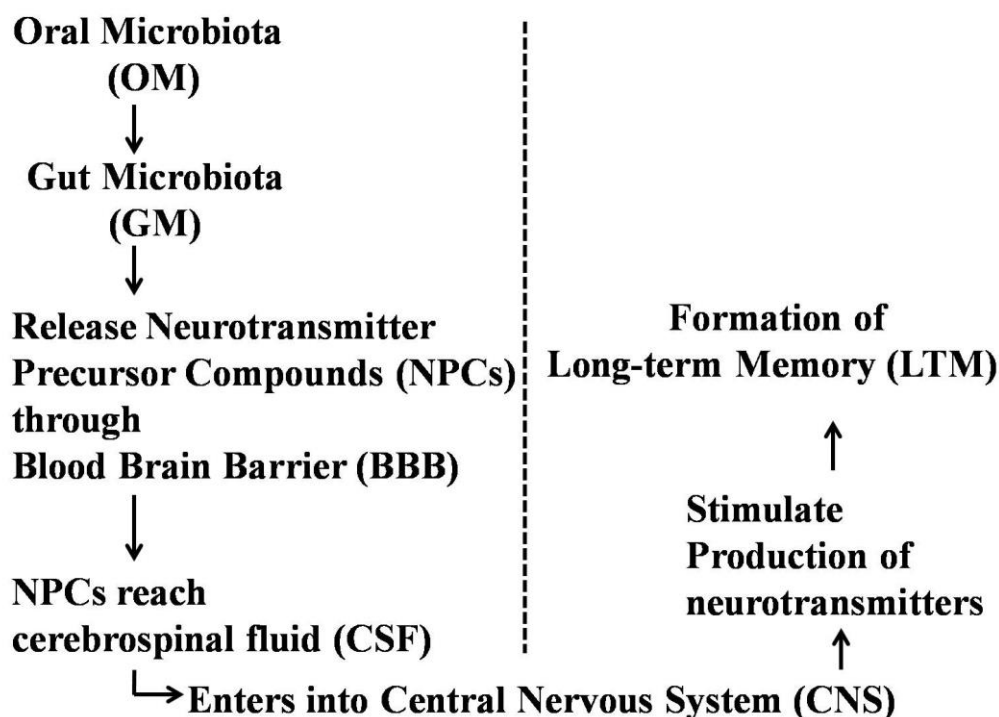 Oral Microbiota
(OM)
Gut Microbiota
(GM)
Release Neurotransmitter
Precursor Compounds (NPCs)
through
Blood Brain Barrier (BBB)
NPCs reach
cerebrospinal fluid (CSF)
Enters into Central Nervous System (CNS)
Stimulate
Production of
neurotransmitters
Formation of
Long-term Memory (LTM)